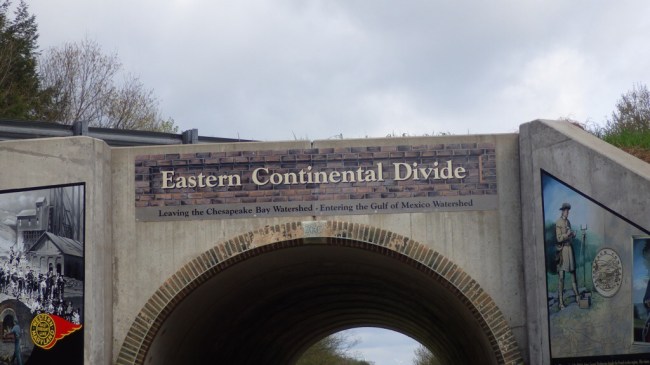 Eastern Continental Divide
Leaving the Chesapeake Bay Watershed - Entering the Gulf of Mexico Watershed